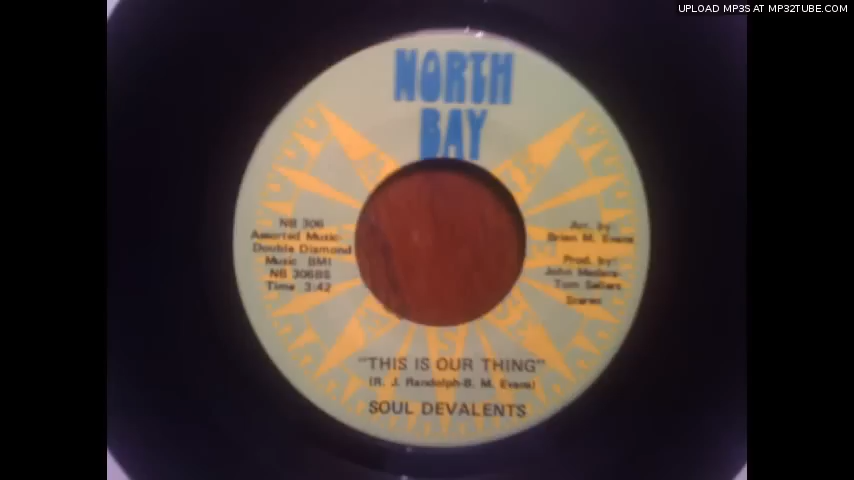 UPLOAD MP3S AT MP32TUBE.COM
NORTH
BAY
NB 306
Assorted Music-
Double Diamond
Music BMI
NB 306BS
Time 3:42
Arr. by
Brian M. Evans
Prod. by:
John Madara-
Tom Sellers
Stereo
"THIS IS OUR THING"
(R. J. Randolph-B. M. Evans)
SOUL DEVALENTS